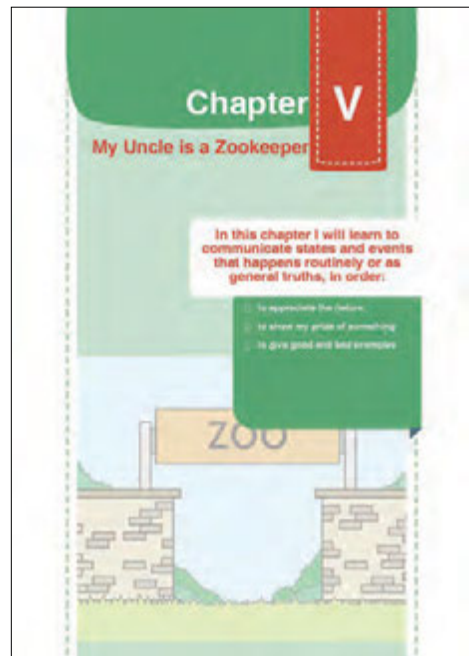 Chapter V
My Uncle is a Zookeeper
In this chapter I will learn to
communicate states and events
that happens routinely or as
general truths, in order:
to appreciate the nature
to show my pride of something
to give good and bad examples
ZOO